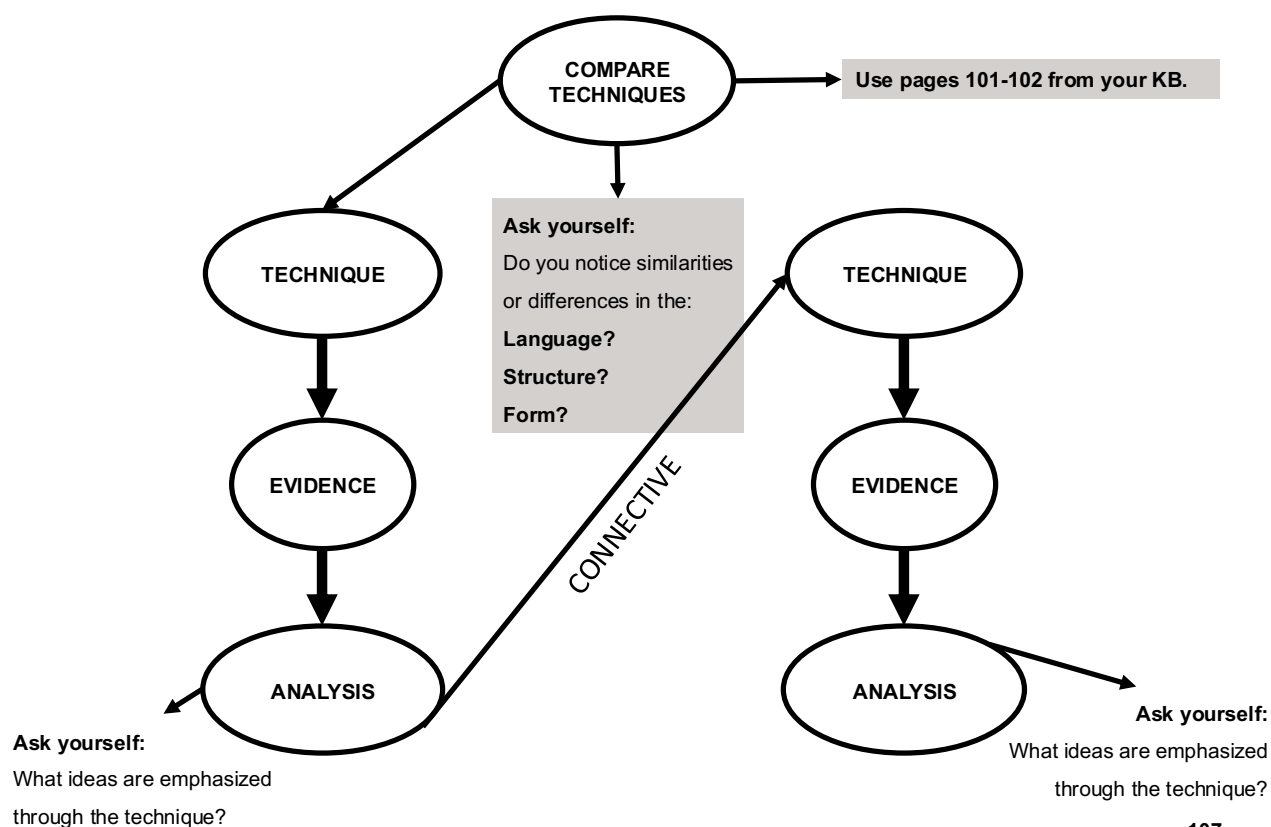 COMPARE
TECHNIQUES
Use pages 101-102 from your KB.
Ask yourself:
Do you notice similarities
or differences in the:
Language?
Structure?
Form?
TECHNIQUE
EVIDENCE
ANALYSIS
Ask yourself:
What ideas are emphasized
through the technique?
CONNECTIVE
TECHNIQUE
EVIDENCE
ANALYSIS
Ask yourself:
What ideas are emphasized
through the technique?